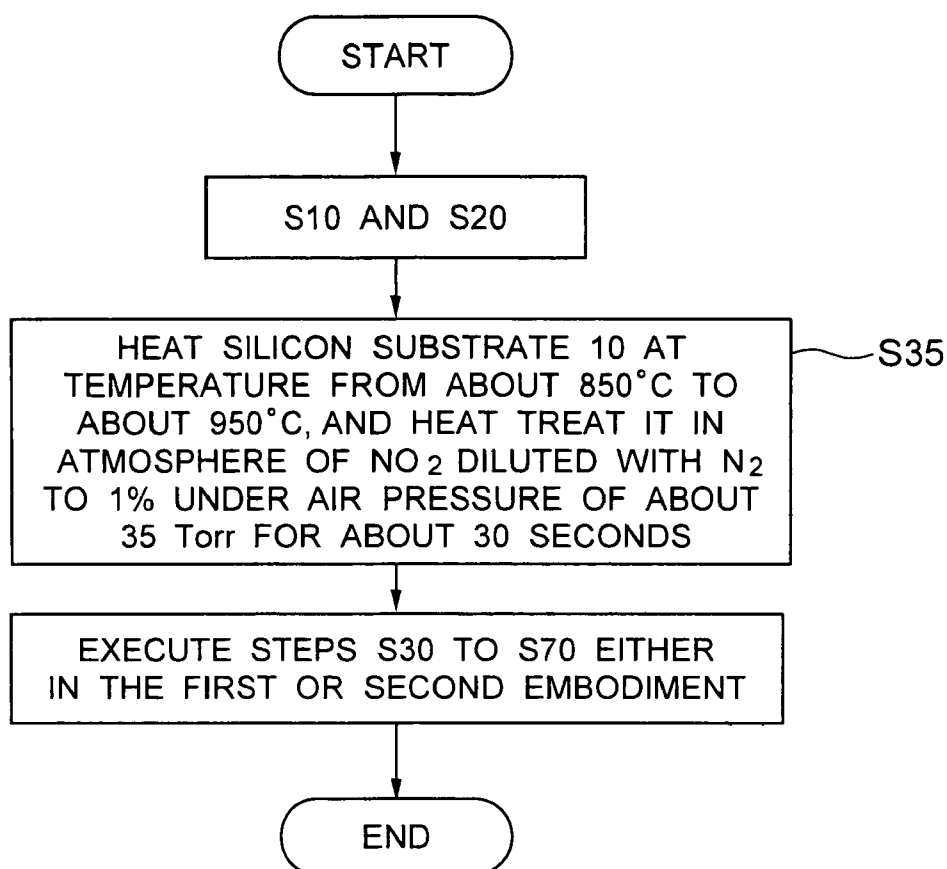 START
S10 AND S20
HEAT SILICON SUBSTRATE 10 AT
TEMPERATURE FROM ABOUT 850°C TO
ABOUT 950°C, AND HEAT TREAT IT IN
ATMOSPHERE OF NO2 DILUTED WITH N2
TO 1% UNDER AIR PRESSURE OF ABOUT
35 Torr FOR ABOUT 30 SECONDS
S35
EXECUTE STEPS S30 TO S70 EITHER
IN THE FIRST OR SECOND EMBODIMENT
END